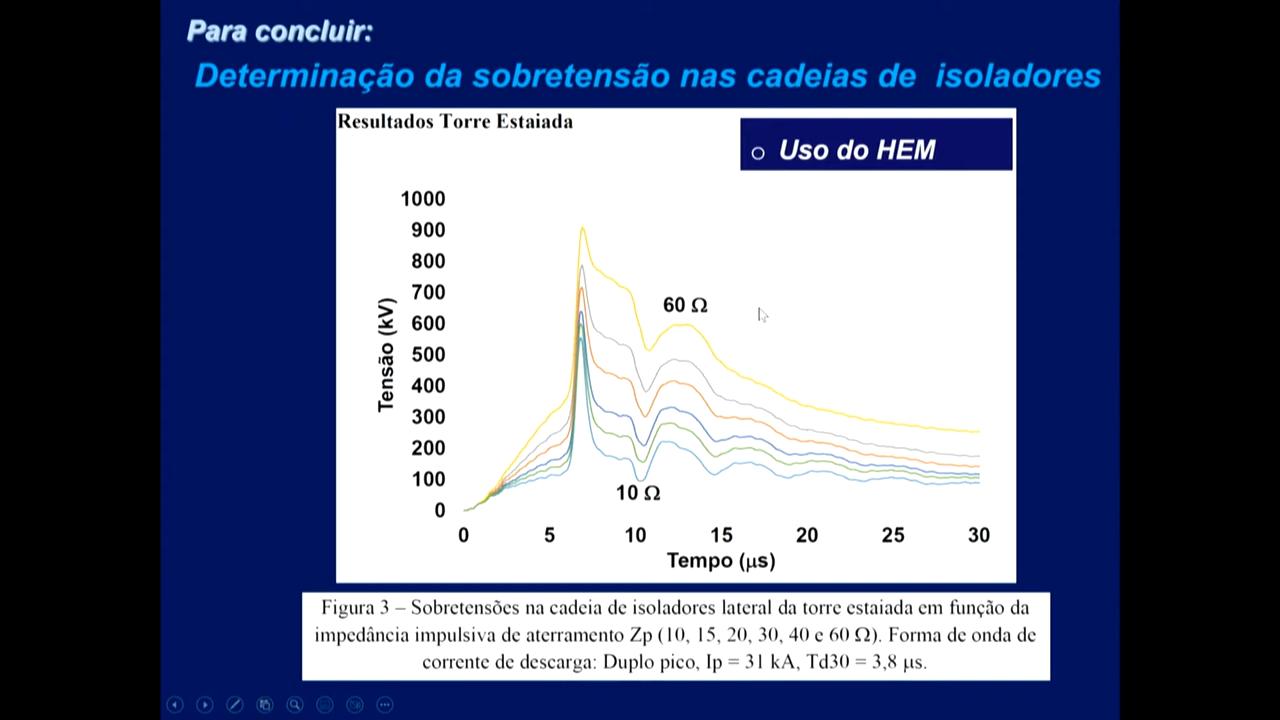 Para concluir:
Determinação da sobretensão nas cadeias de isoladores
Resultados Torre Estaiada
Uso do HEM
1000
900
800
700
600
500
400
300
200
100
0
Tensão (kV)
60 Ω
10 Ω
0 5 10 15 20 25 30
Tempo (μs)
Figura 3 – Sobretensões na cadeia de isoladores lateral da torre estaiada em função da
impedância impulsiva de aterramento Zp (10, 15, 20, 30, 40 e 60 Ω). Forma de onda de
corrente de descarga: Duplo pico, Ip = 31 kA, Td30 = 3,8 μs.